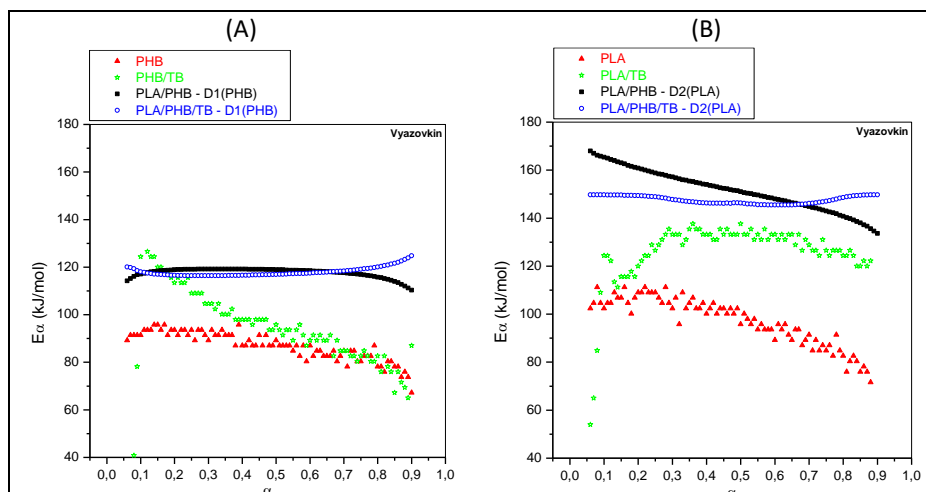 (A)
PHB
PHB/TB
PLA/PHB - D1(PHB)
PLA/PHB/TB - D1(PHB)
Vyazovkin
180
160
140
120
100
80
60
40
Eα (kJ/mol)
0,0 0,1 0,2 0,3 0,4 0,5 0,6 0,7 0,8 0,9 1,0
α
(B)
PLA
PLA/TB
PLA/PHB - D2(PLA)
PLA/PHB/TB - D2(PLA)
Vyazovkin
180
160
140
120
100
80
60
40
Eα (kJ/mol)
0,0 0,1 0,2 0,3 0,4 0,5 0,6 0,7 0,8 0,9 1,0